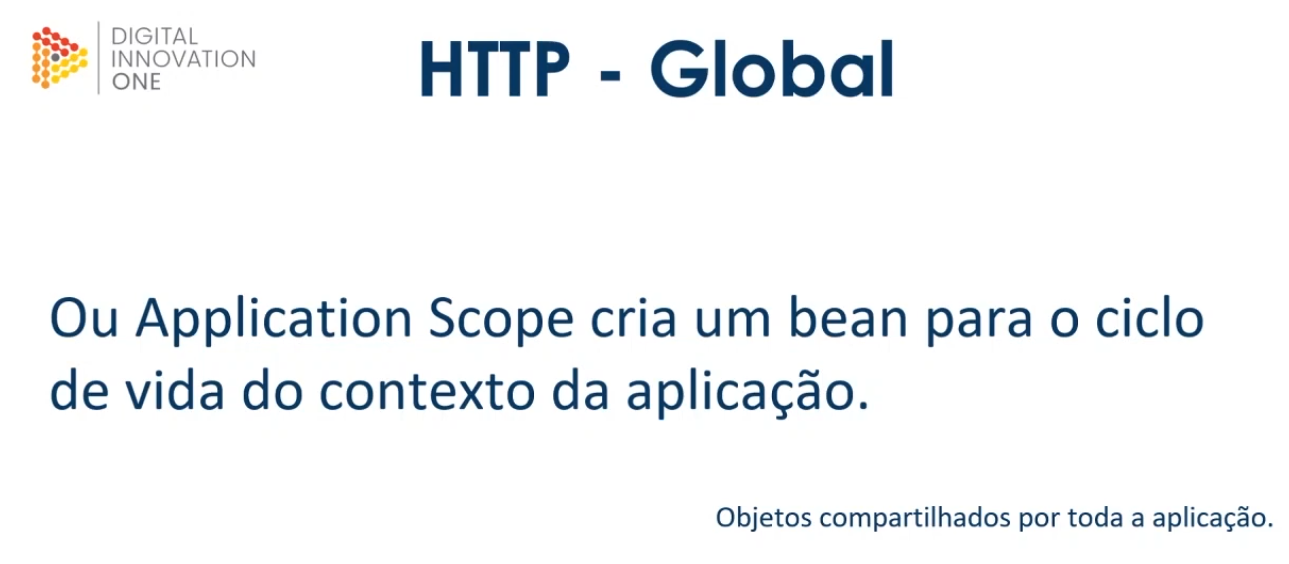 DIGITAL
INNOVATION
ONE
HTTP - Global
Ou Application Scope cria um bean para o ciclo
de vida do contexto da aplicação.
Objetos compartilhados por toda a aplicação.